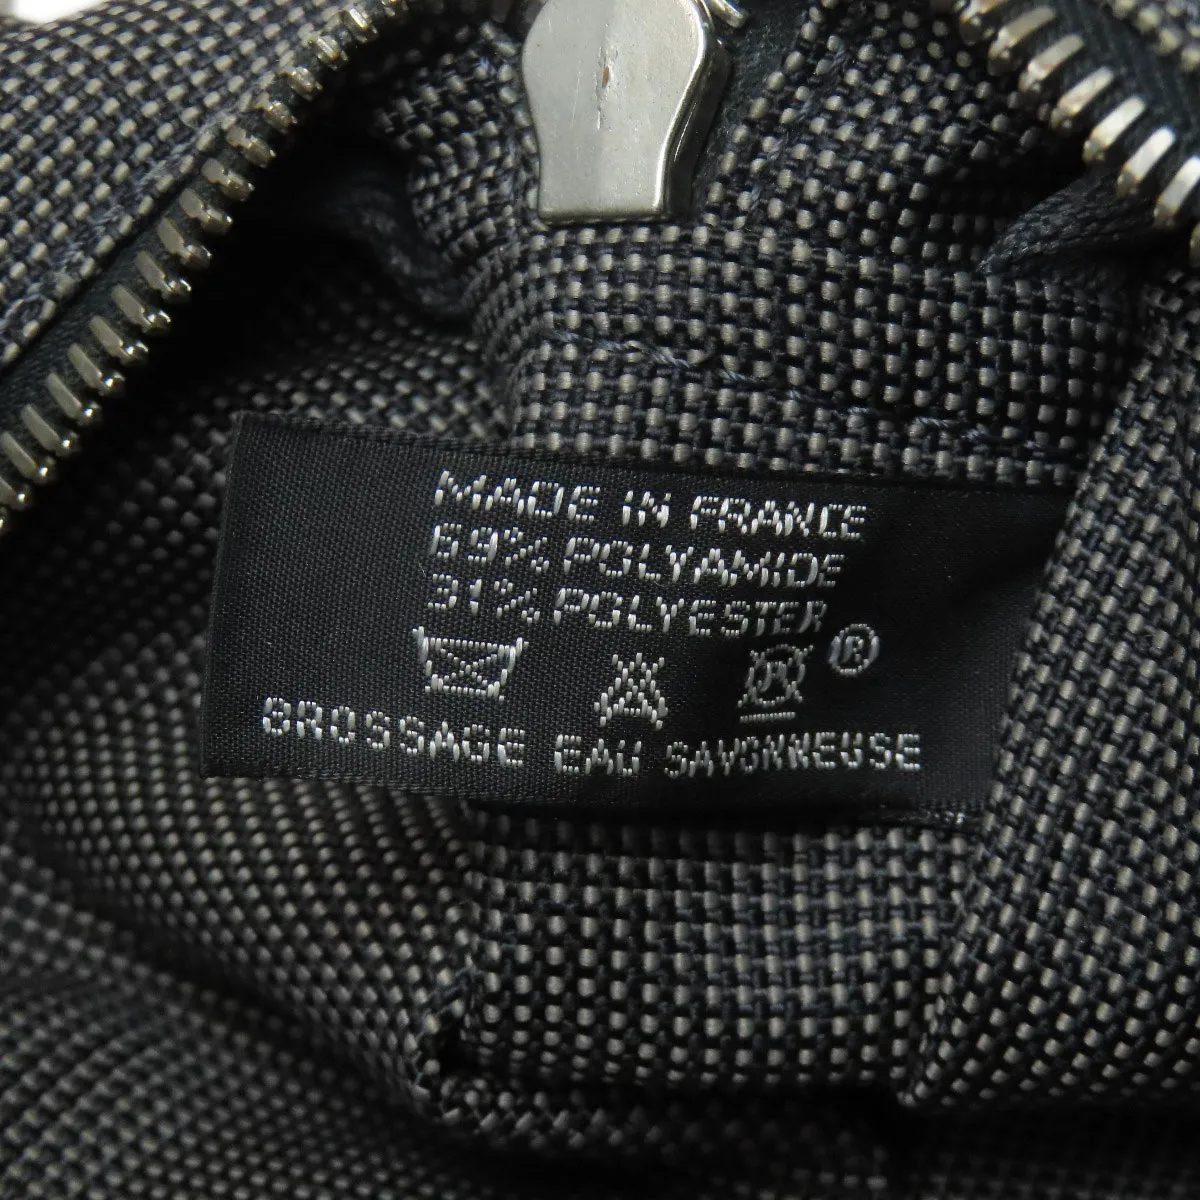 MADE IN FRANCE
69% POLYAMIDE
31% POLYESTER
®
BROSSAGE EAU SAVONNEUSE